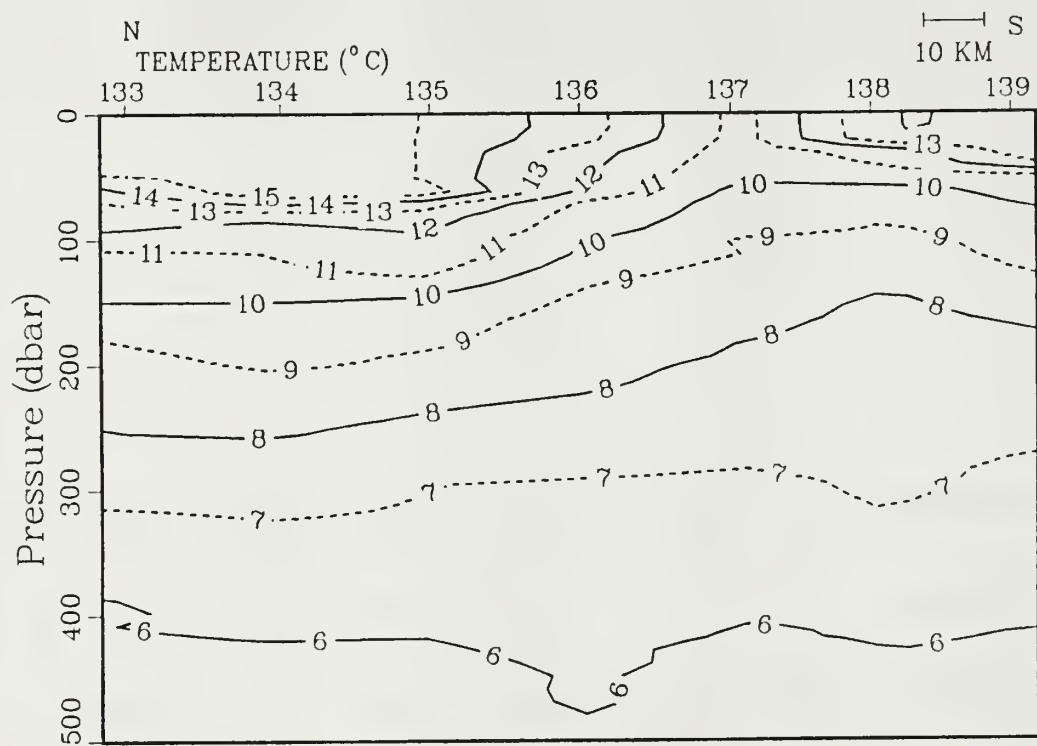 N S
TEMPERATURE (°C) 10 KM
133 134 135 136 137 138 139
0
14 15 14 13 13 12 11 10 13
13 12 10
100
11 11 11 10 9 9
10 10 9 8
200
9 8 8
8 8
300
7 7 7 7 7
400
6 6 6 6 6 6
500
Pressure (dbar)